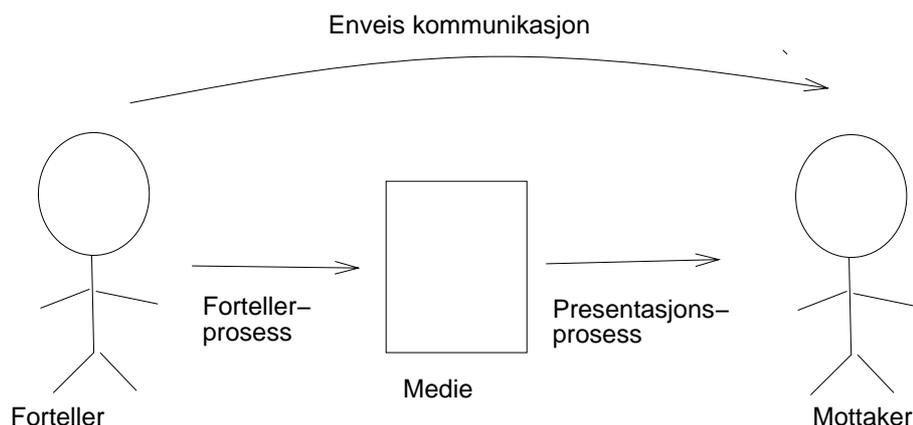 Enveis kommunikasjon
Forteller–
prosess
Presentasjons–
prosess
Medie
Forteller
Mottaker